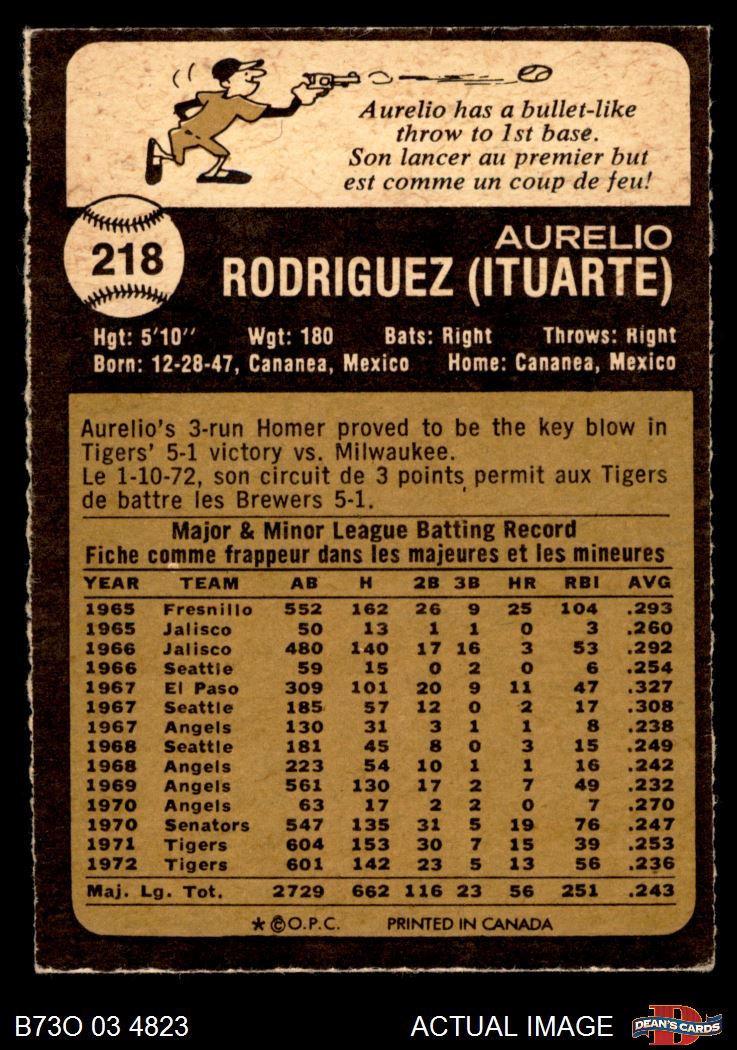 Aurelio has a bullet-like
throw to 1st base.
Son lancer au premier but
est comme un coup de feu!
218
AURELIO
RODRIGUEZ (ITUARTE)
Hgt: 5'10" Wgt: 180 Bats: Right Throws: Right
Born: 12-28-47, Cananea, Mexico Home: Cananea, Mexico
Aurelio's 3-run Homer proved to be the key blow in
Tigers' 5-1 victory vs. Milwaukee.
Le 1-10-72, son circuit de 3 points permit aux Tigers
de battre les Brewers 5-1.
Major & Minor League Batting Record
Fiche comme frappeur dans les majeures et les mineures
YEAR TEAM AB H 2B 3B HR RBI AVG
1965 Fresnillo 552 162 26 9 25 104 .293
1965 Jalisco 50 13 1 1 0 3 .260
1966 Jalisco 480 140 17 16 3 53 .292
1966 Seattle 59 15 0 2 0 6 .254
1967 El Paso 309 101 20 9 11 47 .327
1967 Seattle 185 57 12 0 2 17 .308
1967 Angels 130 31 3 1 1 8 .238
1968 Seattle 181 45 8 0 3 15 .249
1968 Angels 223 54 10 1 1 16 .242
1969 Angels 561 130 17 2 7 49 .232
1970 Angels 63 17 2 2 0 7 .270
1970 Senators 547 135 31 5 19 76 .247
1971 Tigers 604 153 30 7 15 39 .253
1972 Tigers 601 142 23 5 13 56 .236
Maj. Lg. Tot. 2729 662 116 23 56 251 .243
* © O.P.C. PRINTED IN CANADA
B73O 03 4823 ACTUAL IMAGE
D
DEAN'S CARDS